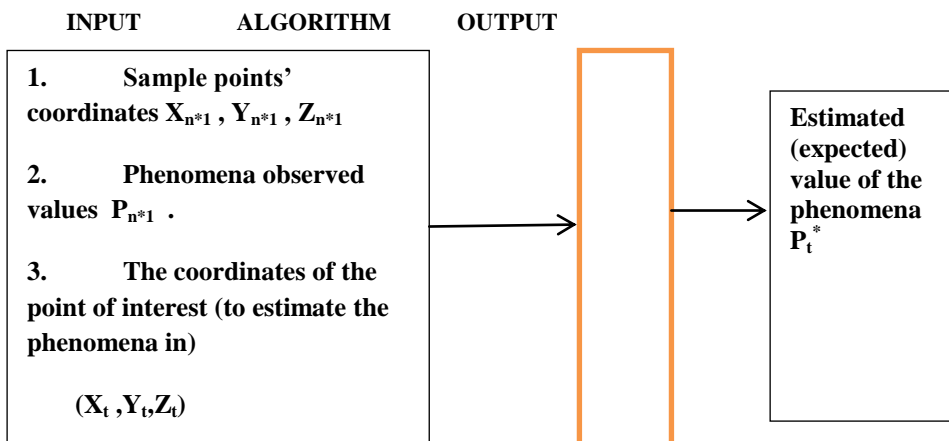 INPUT ALGORITHM OUTPUT
1. Sample points’
coordinates Xₙ*₁ , Yₙ*₁ , Zₙ*₁
2. Phenomena observed
values Pₙ*₁ .
3. The coordinates of the
point of interest (to estimate the
phenomena in)
(Xₜ ,Yₜ,Zₜ)
Estimated
(expected)
value of the
phenomena
Pₜ*